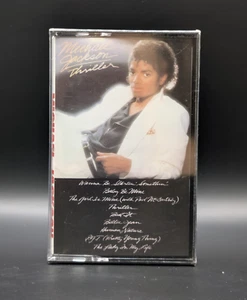 Michael
Jackson
Thriller
Wanna Be Startin' Somethin'
Baby Be Mine
The Girl Is Mine (with Paul McCartney)
Thriller
Beat It
Billie Jean
Human Nature
P.Y.T. (Pretty Young Thing)
The Lady In My Life